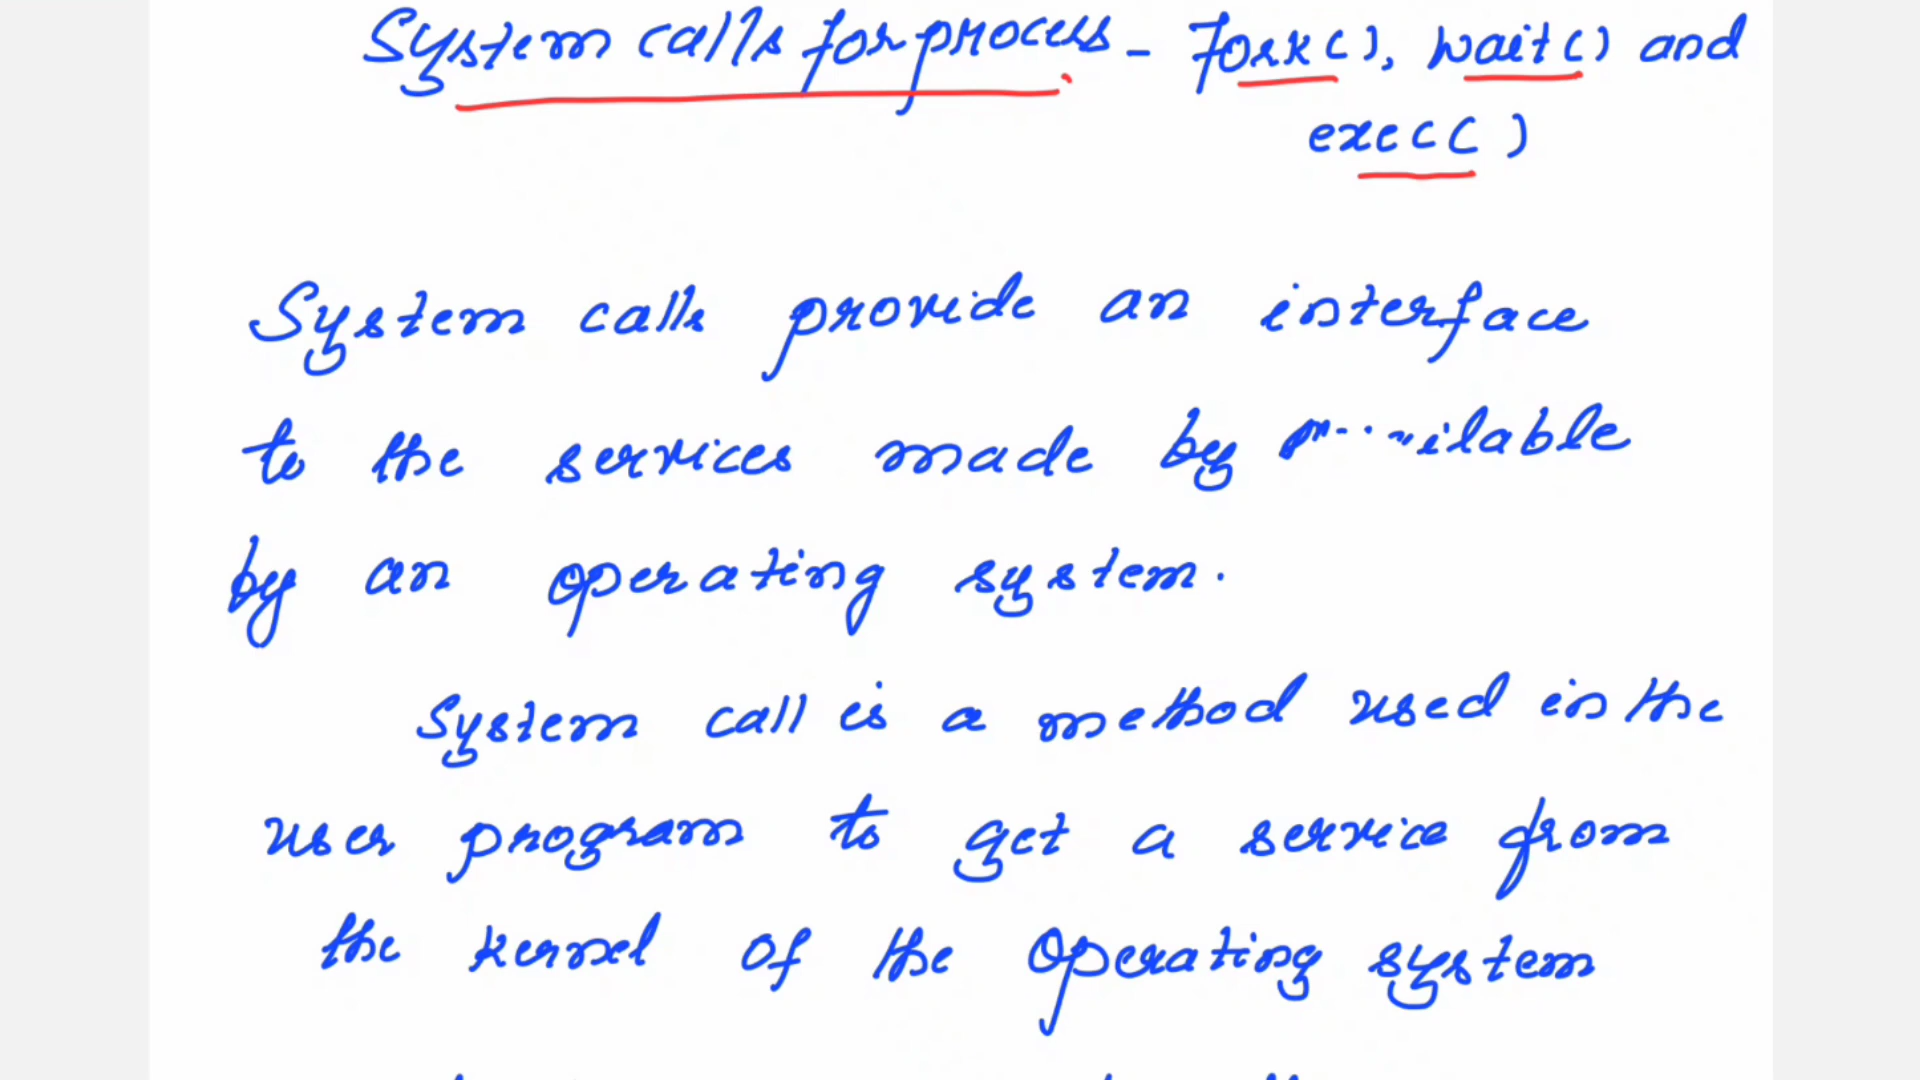 System calls for process - Fork(), wait() and
exec()
System calls provide an interface
to the services made by
by an operating system.
System call is a method used in the
user program to get a service from
the kernel of the operating system